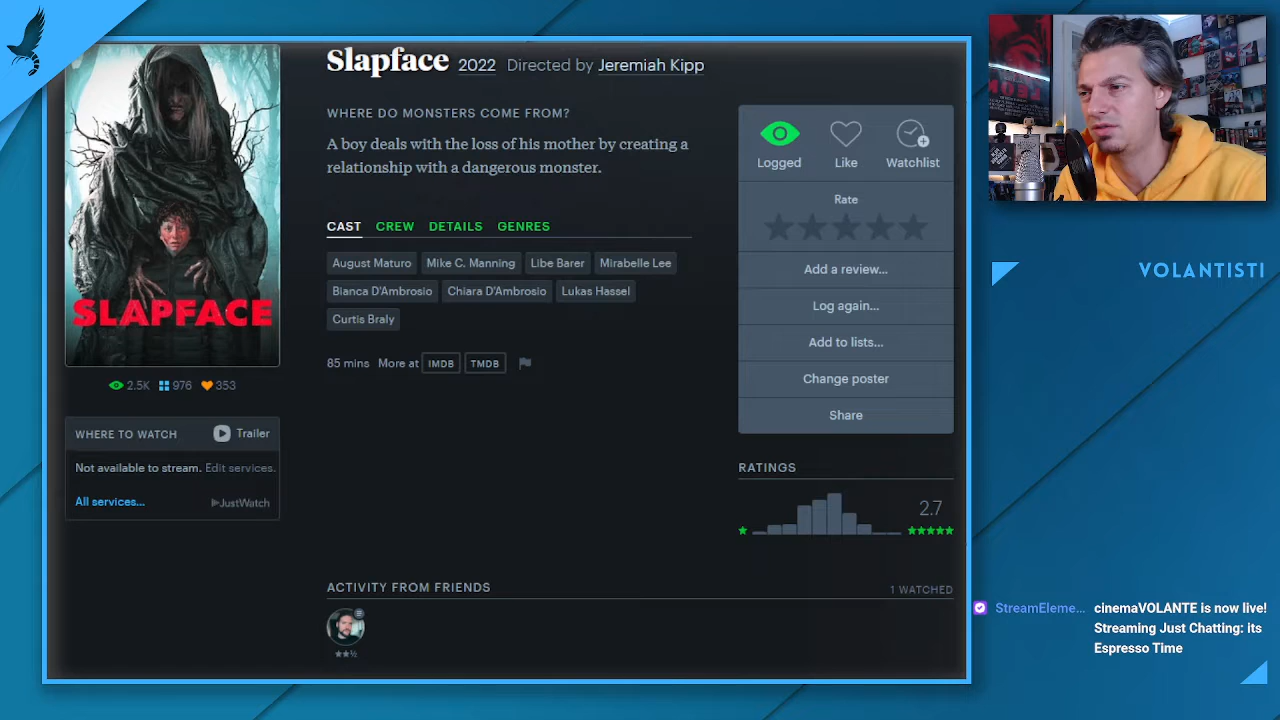 Slapface 2022 Directed by Jeremiah Kipp
WHERE DO MONSTERS COME FROM?
A boy deals with the loss of his mother by creating a
relationship with a dangerous monster.
CAST CREW DETAILS GENRES
August Maturo Mike C. Manning Libe Barer Mirabelle Lee
Bianca D'Ambrosio Chiara D'Ambrosio Lukas Hassel
Curtis Braly
85 mins More at IMDB TMDB
SLAPFACE
2.5K 976 353
WHERE TO WATCH Trailer
Not available to stream. Edit services.
All services... JustWatch
Logged Like Watchlist
Rate
Add a review...
Log again...
Add to lists...
Change poster
Share
RATINGS
2.7
ACTIVITY FROM FRIENDS 1 WATCHED
★★½
VOLANTISTI
StreamEleme... cinemaVOLANTE is now live!
Streaming Just Chatting: its
Espresso Time